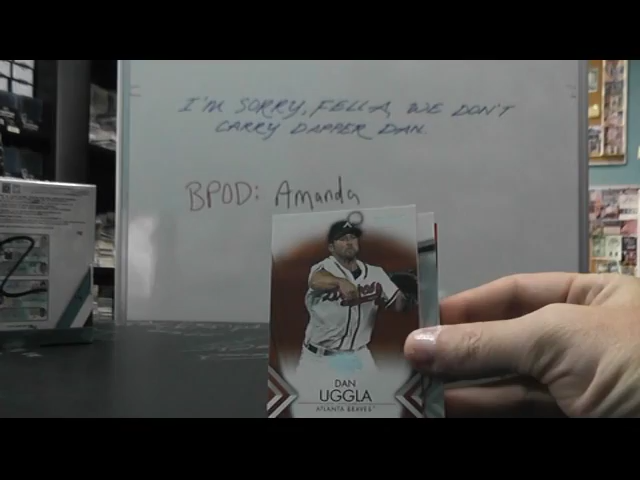 I'M SORRY, FELLA, WE DON'T
CARRY DAPPER DAN.
BPOD: Amanda
DAN
UGGLA
ATLANTA BRAVES